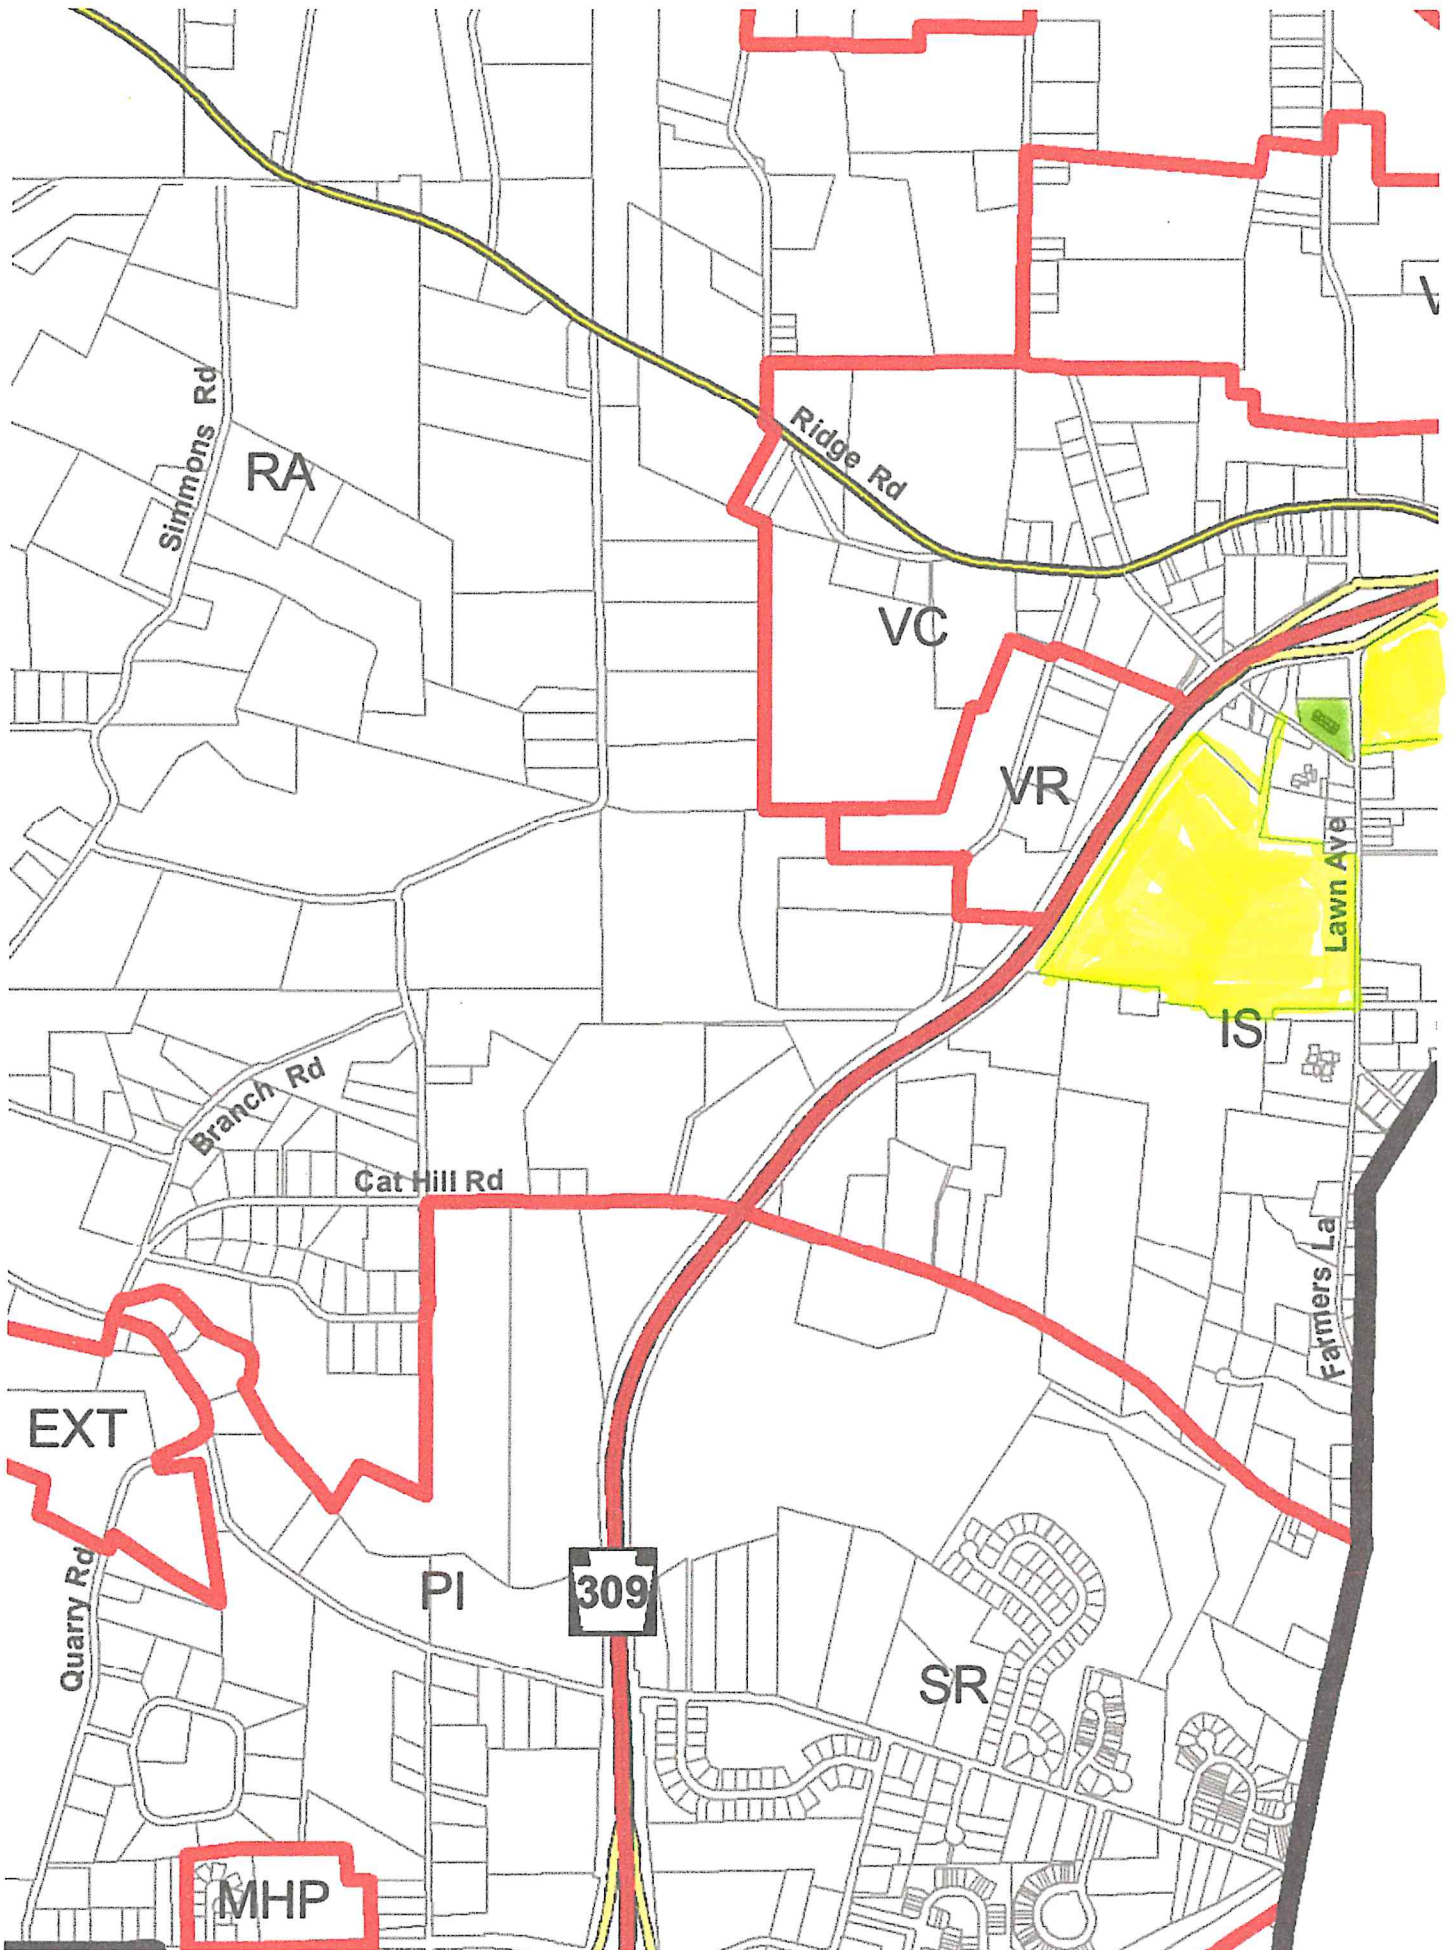 Simmons Rd
RA
Ridge Rd
VC
VR
Lawn Ave
IS
Branch Rd
Cat Hill Rd
Farmers La
EXT
Quarry Rd
PI
309
SR
MHP